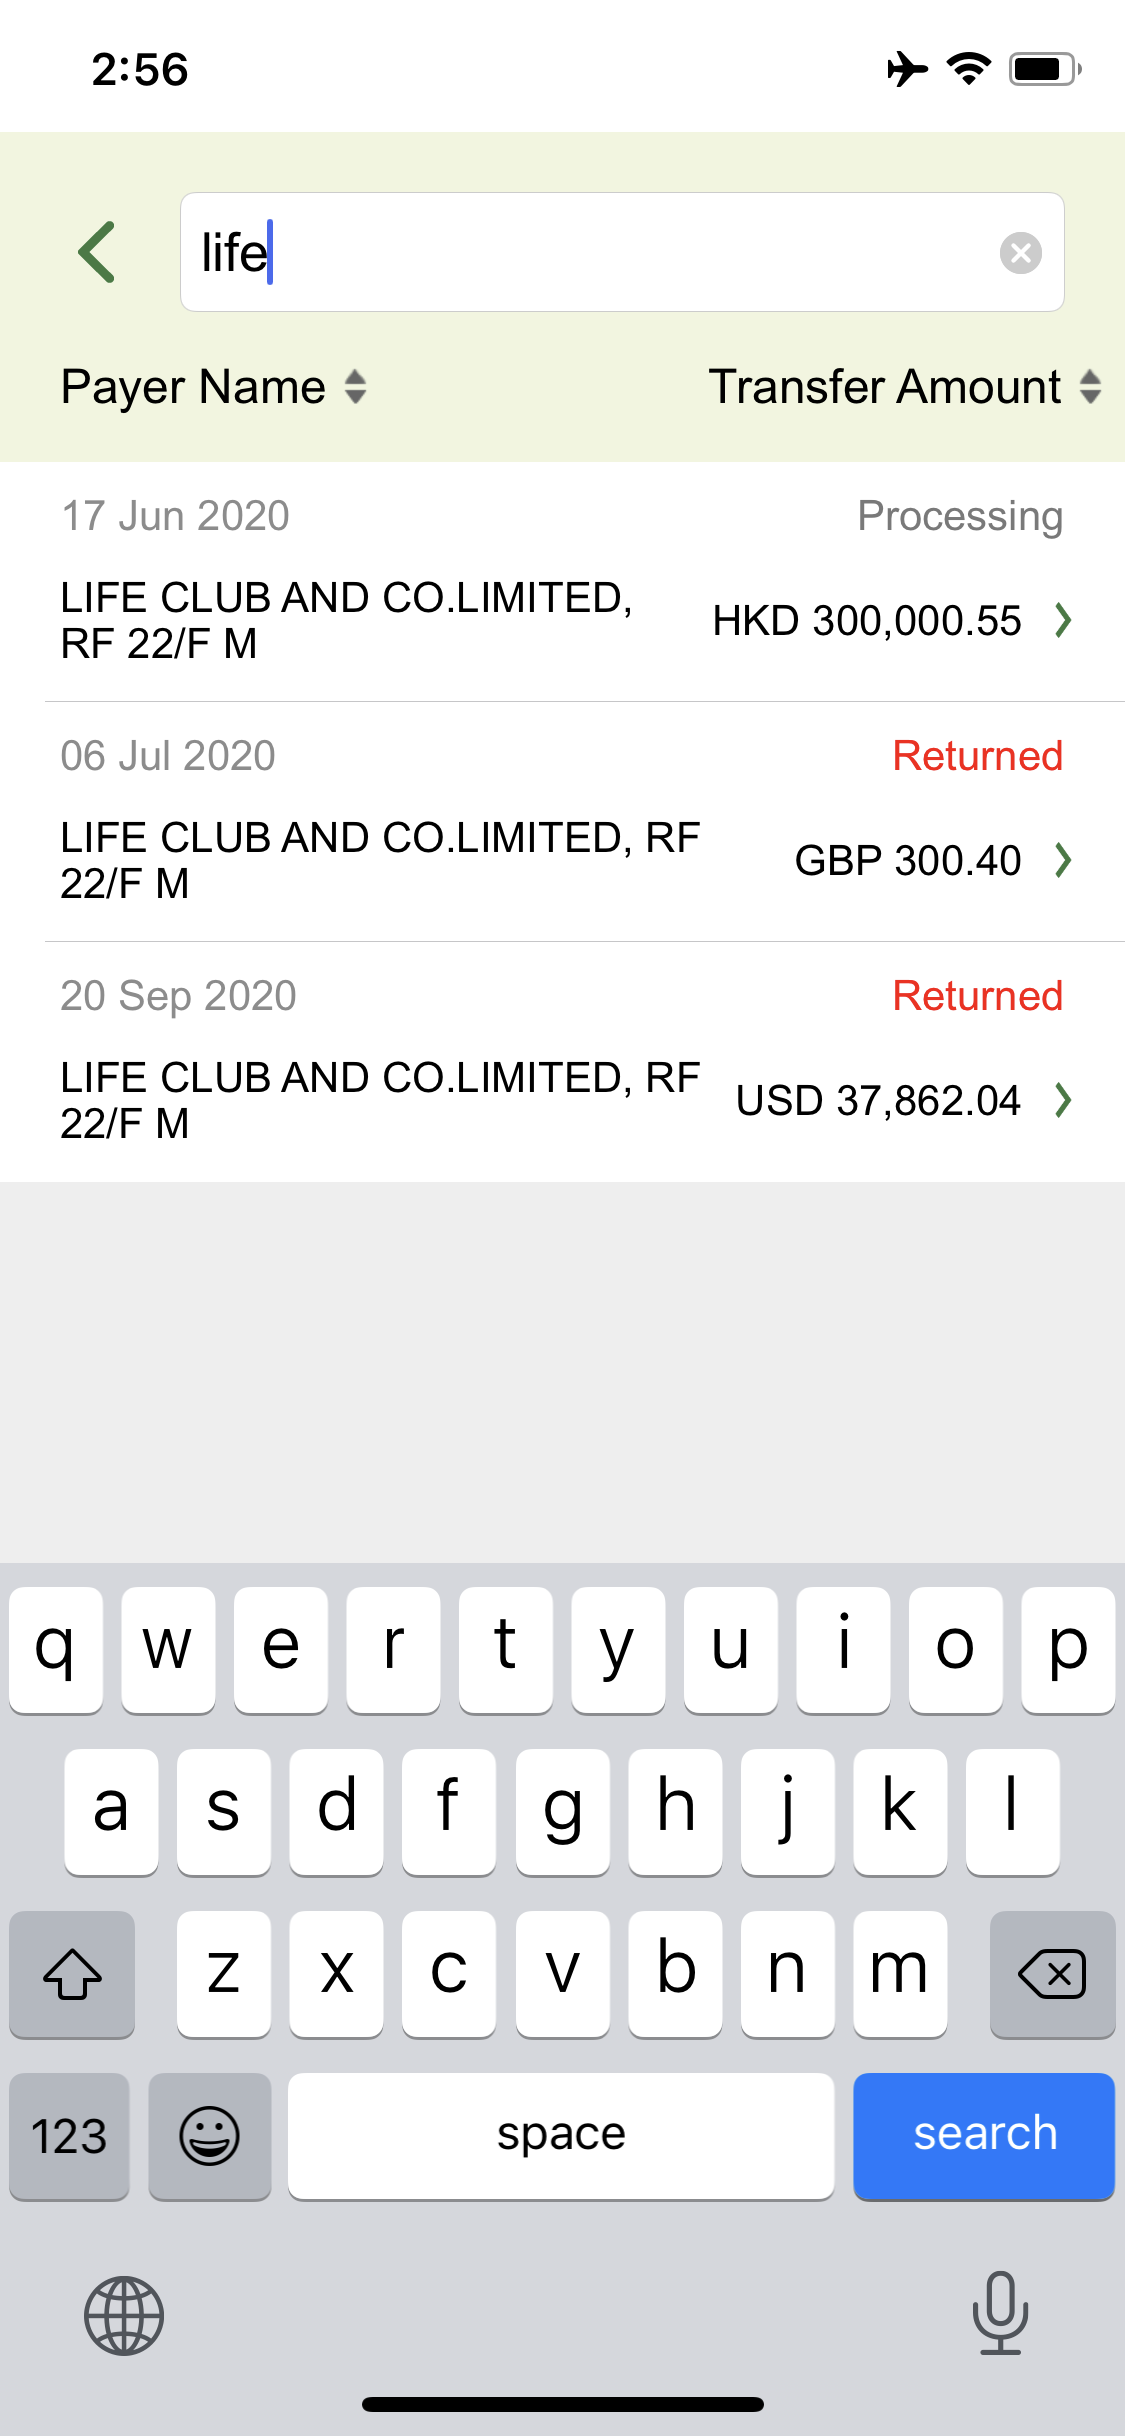 2:56
life
Payer Name
Transfer Amount
17 Jun 2020
Processing
LIFE CLUB AND CO.LIMITED,
RF 22/F M
HKD 300,000.55
06 Jul 2020
Returned
LIFE CLUB AND CO.LIMITED, RF
22/F M
GBP 300.40
20 Sep 2020
Returned
LIFE CLUB AND CO.LIMITED, RF
22/F M
USD 37,862.04
q w e r t y u i o p
a s d f g h j k l
z x c v b n m
123 space search